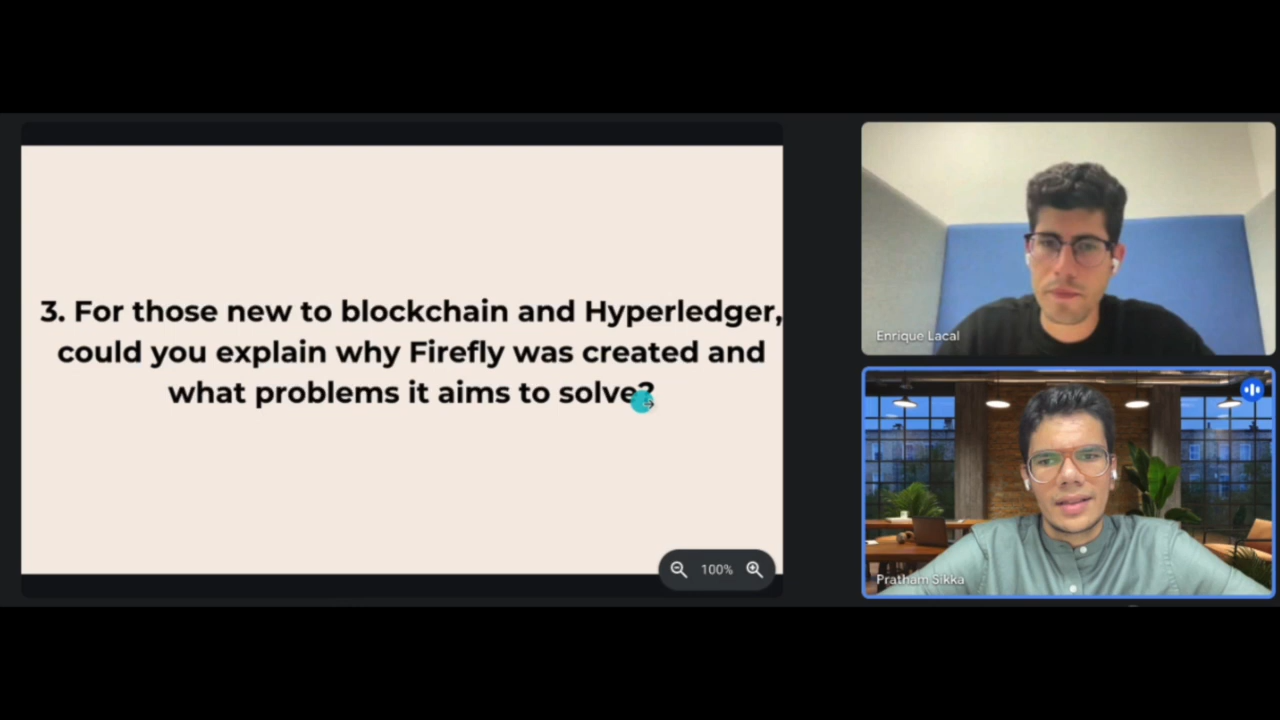 3. For those new to blockchain and Hyperledger,
could you explain why Firefly was created and
what problems it aims to solve?
100%
Enrique Lacal
Pratham Sikka